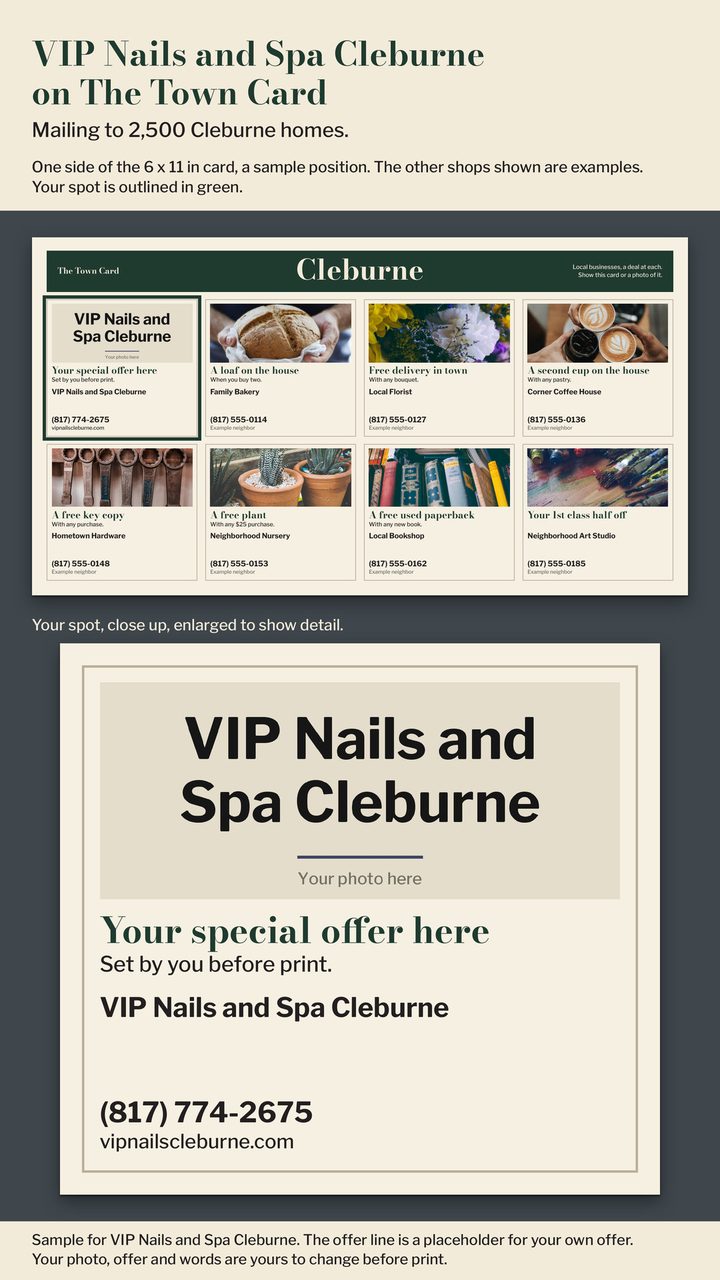 VIP Nails and Spa Cleburne
on The Town Card
Mailing to 2,500 Cleburne homes.
One side of the 6 x 11 in card, a sample position. The other shops shown are examples.
Your spot is outlined in green.
The Town Card
Cleburne
Local businesses, a deal at each.
Show this card or a photo of it.
VIP Nails and
Spa Cleburne
Your photo here
Your special offer here
Set by you before print.
VIP Nails and Spa Cleburne
(817) 774-2675
vipnailscleburne.com
A loaf on the house
When you buy two.
Family Bakery
(817) 555-0114
Example neighbor
Free delivery in town
With any bouquet.
Local Florist
(817) 555-0127
Example neighbor
A second cup on the house
With any pastry.
Corner Coffee House
(817) 555-0136
Example neighbor
A free key copy
With any purchase.
Hometown Hardware
(817) 555-0148
Example neighbor
A free plant
With any $25 purchase.
Neighborhood Nursery
(817) 555-0153
Example neighbor
A free used paperback
With any new book.
Local Bookshop
(817) 555-0162
Example neighbor
Your 1st class half off
Neighborhood Art Studio
(817) 555-0185
Example neighbor
Your spot, close up, enlarged to show detail.
VIP Nails and
Spa Cleburne
Your photo here
Your special offer here
Set by you before print.
VIP Nails and Spa Cleburne
(817) 774-2675
vipnailscleburne.com
Sample for VIP Nails and Spa Cleburne. The offer line is a placeholder for your own offer.
Your photo, offer and words are yours to change before print.